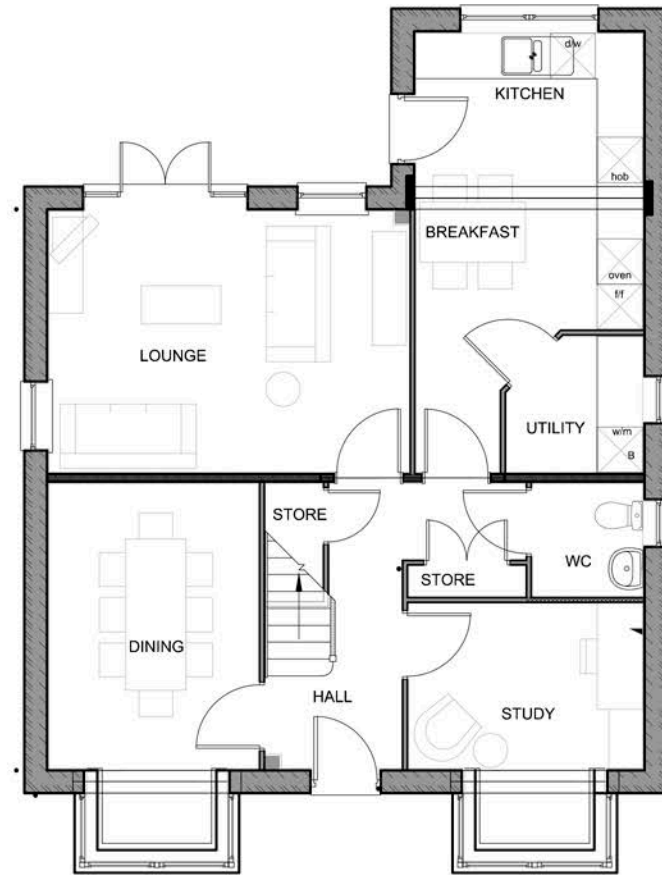 d/w
KITCHEN
hob
BREAKFAST
oven
f/f
LOUNGE
UTILITY
w/m
B
STORE
WC
STORE
DINING
HALL
STUDY